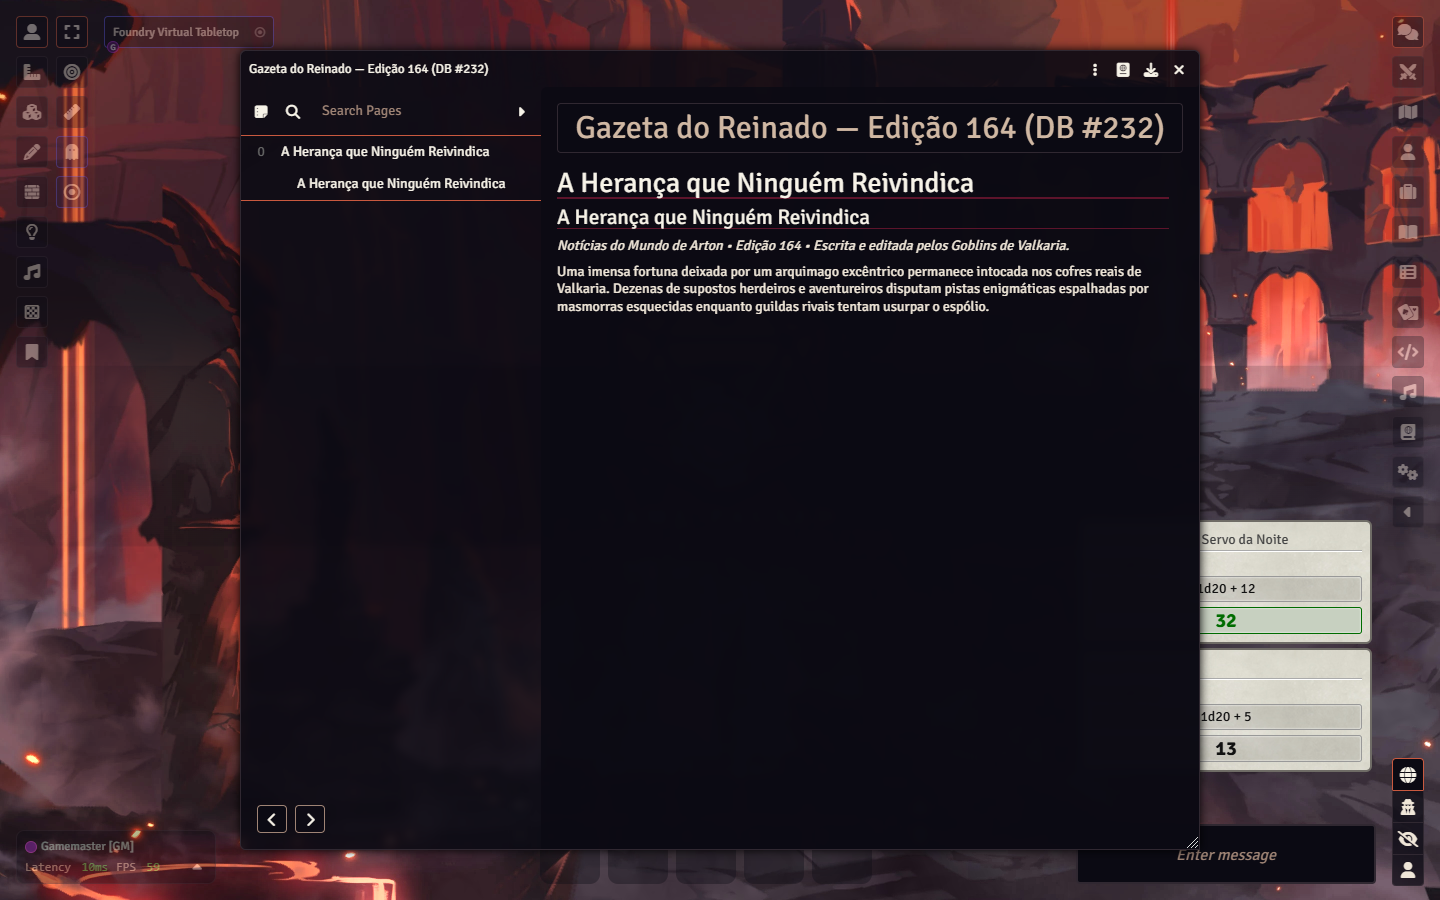 Foundry Virtual Tabletop
G
Gazeta do Reinado — Edição 164 (DB #232)
Search Pages
0 A Herança que Ninguém Reivindica
A Herança que Ninguém Reivindica
Gazeta do Reinado — Edição 164 (DB #232)
A Herança que Ninguém Reivindica
A Herança que Ninguém Reivindica
Notícias do Mundo de Arton • Edição 164 • Escrita e editada pelos Goblins de Valkaria.
Uma imensa fortuna deixada por um arquimago excêntrico permanece intocada nos cofres reais de
Valkaria. Dezenas de supostos herdeiros e aventureiros disputam pistas enigmáticas espalhadas por
masmorras esquecidas enquanto guildas rivais tentam usurpar o espólio.
Servo da Noite
1d20 + 12
32
1d20 + 5
13
Gamemaster [GM]
Latency 10ms FPS 59
Enter message